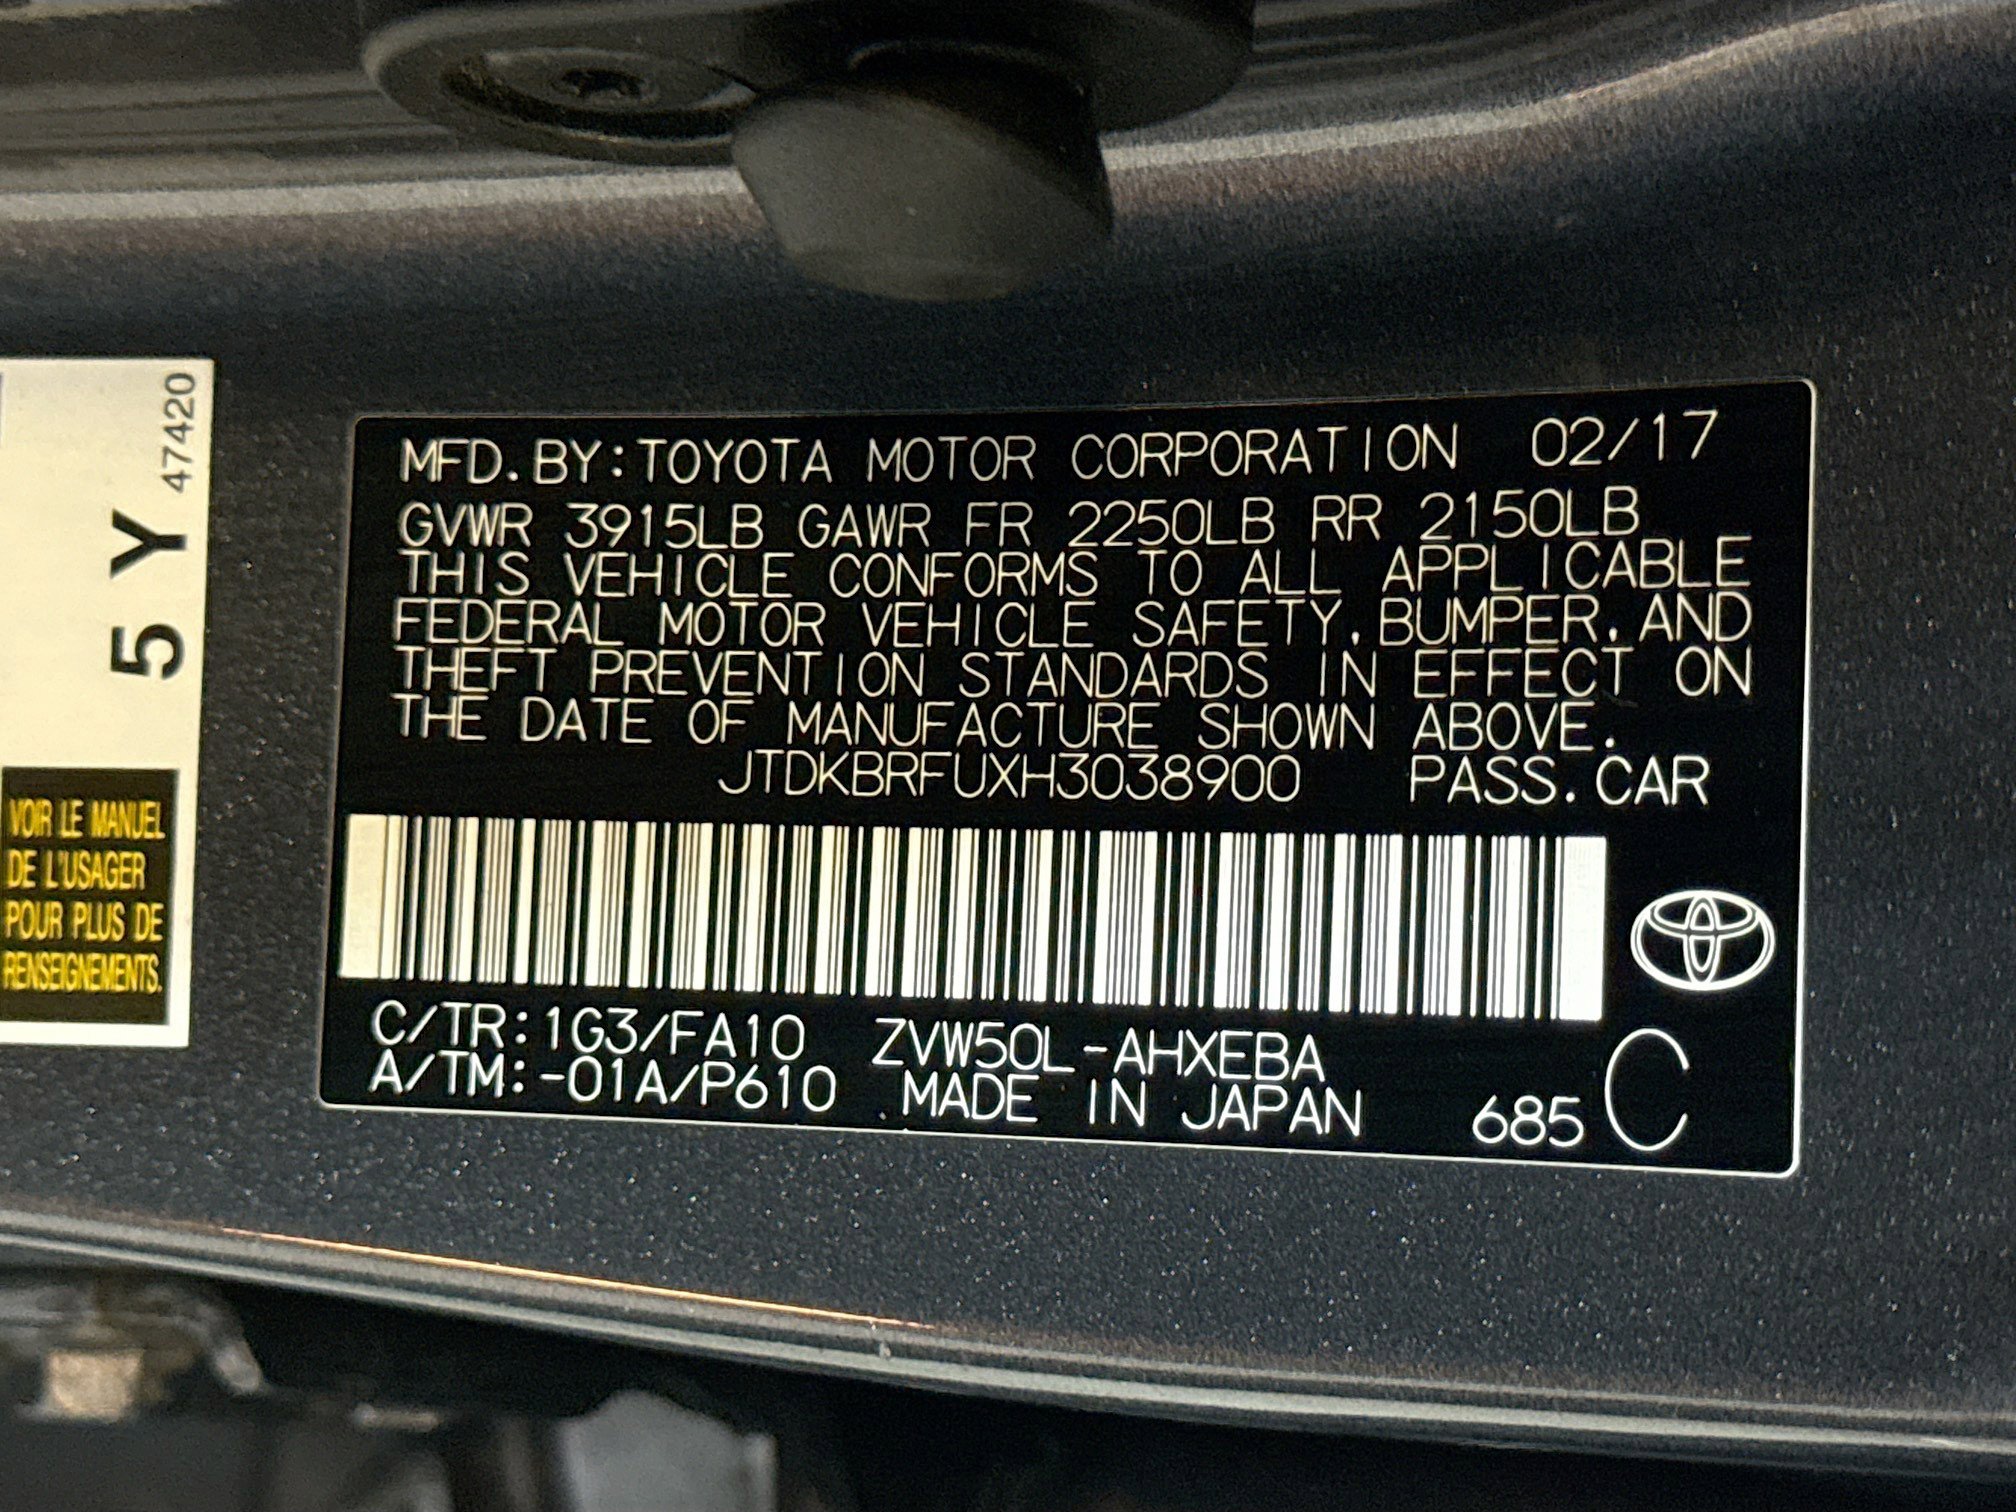 47420
5 Y
VOIR LE MANUEL
DE L'USAGER
POUR PLUS DE
RENSEIGNEMENTS.
MFD. BY: TOYOTA MOTOR CORPORATION 02/17
GVWR 3915LB GAWR FR 2250LB RR 2150LB
THIS VEHICLE CONFORMS TO ALL APPLICABLE
FEDERAL MOTOR VEHICLE SAFETY, BUMPER, AND
THEFT PREVENTION STANDARDS IN EFFECT ON
THE DATE OF MANUFACTURE SHOWN ABOVE.
JTDKBRFUXH3038900 PASS. CAR
C/TR: 1G3/FA10 ZVW50L-AHXEBA
A/TM: -01A/P610 MADE IN JAPAN 685 C